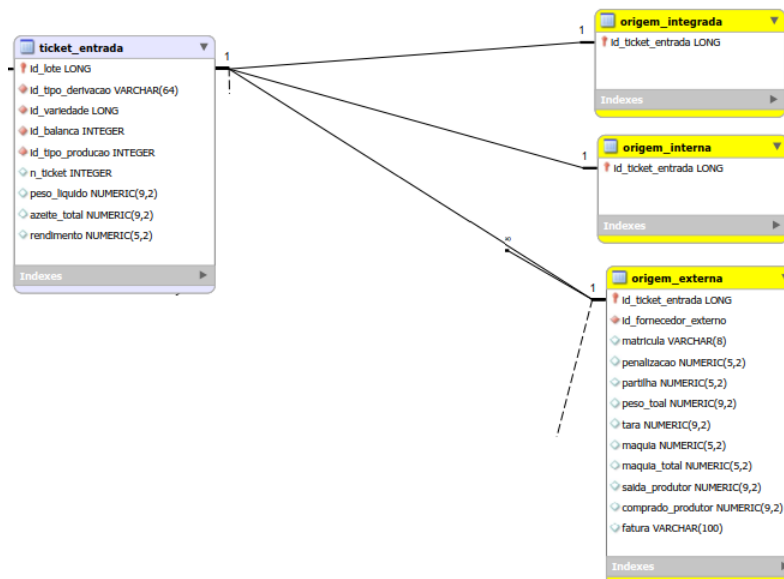 ticket_entrada
id_lote LONG
id_tipo_derivacao VARCHAR(64)
id_variedade LONG
id_balanca INTEGER
id_tipo_producao INTEGER
n_ticket INTEGER
peso_liquido NUMERIC(9,2)
azeite_total NUMERIC(9,2)
rendimento NUMERIC(5,2)
Indexes
1
1
origem_integrada
id_ticket_entrada LONG
Indexes
1
origem_interna
id_ticket_entrada LONG
Indexes
1
origem_externa
id_ticket_entrada LONG
id_fornecedor_externo
matricula VARCHAR(8)
penalizacao NUMERIC(5,2)
partilha NUMERIC(5,2)
peso_toal NUMERIC(9,2)
tara NUMERIC(9,2)
maquia NUMERIC(5,2)
maquia_total NUMERIC(5,2)
saida_produtor NUMERIC(9,2)
comprado_produtor NUMERIC(9,2)
fatura VARCHAR(100)
Indexes